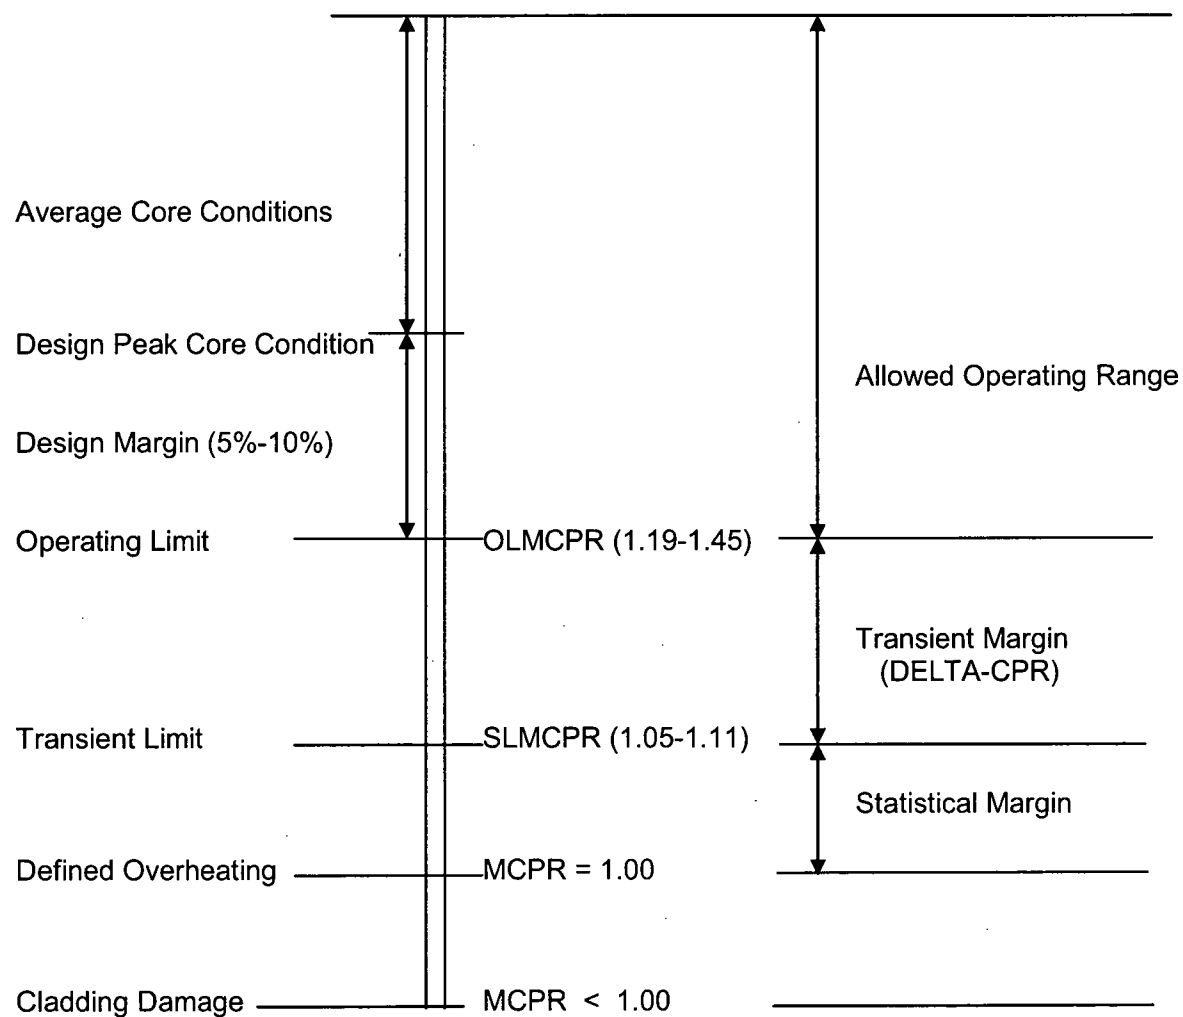 Average Core Conditions
Design Peak Core Condition
Allowed Operating Range
Design Margin (5%-10%)
Operating Limit
OLMCPR (1.19-1.45)
Transient Margin
(DELTA-CPR)
Transient Limit
SLMCPR (1.05-1.11)
Statistical Margin
Defined Overheating
MCPR = 1.00
Cladding Damage
MCPR < 1.00